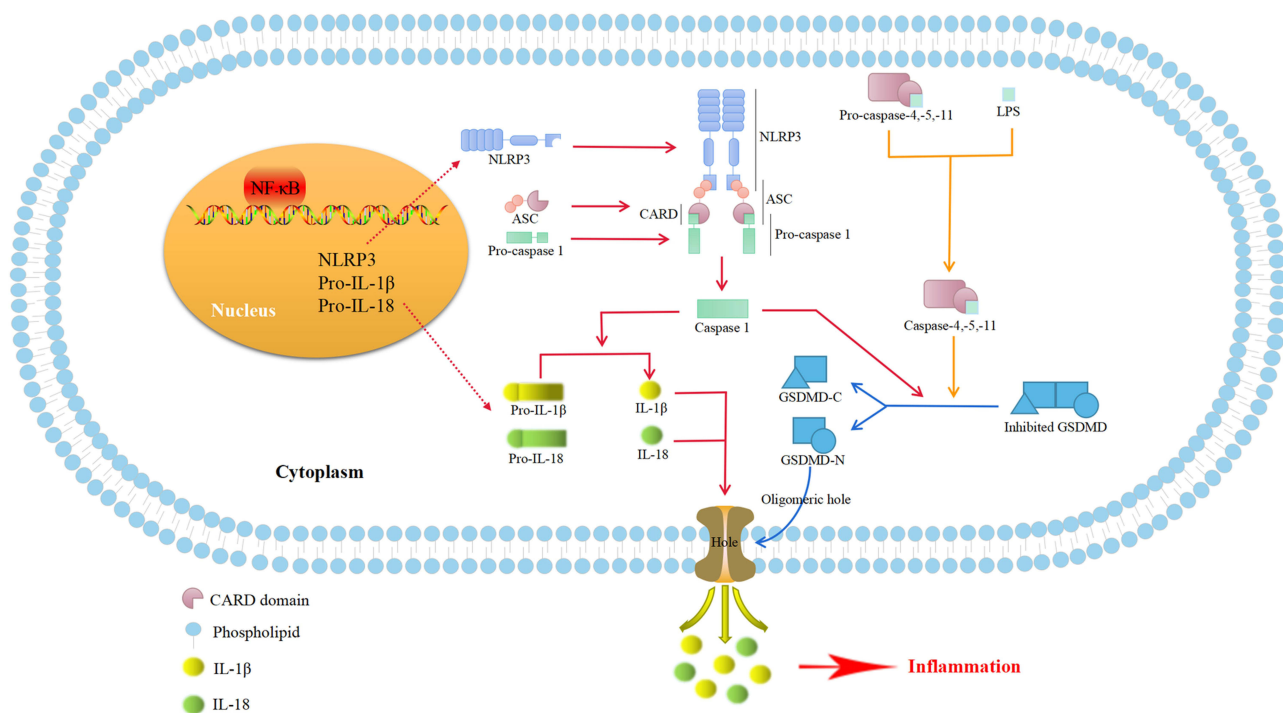 Pro-caspase-4,-5,-11
LPS
NLRP3
NLRP3
NF-κB
ASC
CARD
ASC
Pro-caspase 1
Pro-caspase 1
NLRP3
Pro-IL-1β
Pro-IL-18
Nucleus
Caspase 1
Caspase-4,-5,-11
GSDMD-C
Pro-IL-1β
IL-1β
Inhibited GSDMD
Pro-IL-18
IL-18
GSDMD-N
Cytoplasm
Oligomeric hole
Hole
CARD domain
Phospholipid
IL-1β
IL-18
Inflammation